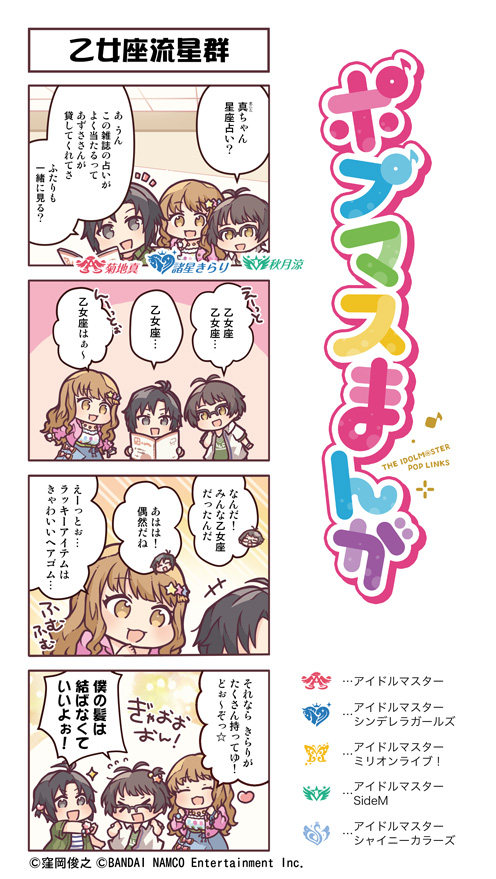 乙女座流星群
真ちゃん
星座占い？
あ うん
この雑誌の占いが
よく当たるって
あずささんが
貸してくれてさ
ふたりも
一緒に見る？
菊地真
諸星きらり
秋月涼
えーっと
乙女座
乙女座…
乙女座…
んーっとぉ
乙女座はぁ〜
なんだ！
みんな乙女座
だったんだ
あはは！
偶然だね
えーっとぉ…
ラッキーアイテムは
きゃわいいヘアゴム…
ふむ
ふむ
それなら きらりが
たくさん持ってゆ！
どぉ〜ぞっ☆
ぎゃおお
おん！
僕の髪は
結ばなくて
いいよぉ！
ポプマスまんが
THE IDOLM@STER
POP LINKS
…アイドルマスター
…アイドルマスター
シンデレラガールズ
…アイドルマスター
ミリオンライブ！
…アイドルマスター
SideM
…アイドルマスター
シャイニーカラーズ
©窪岡俊之 ©BANDAI NAMCO Entertainment Inc.